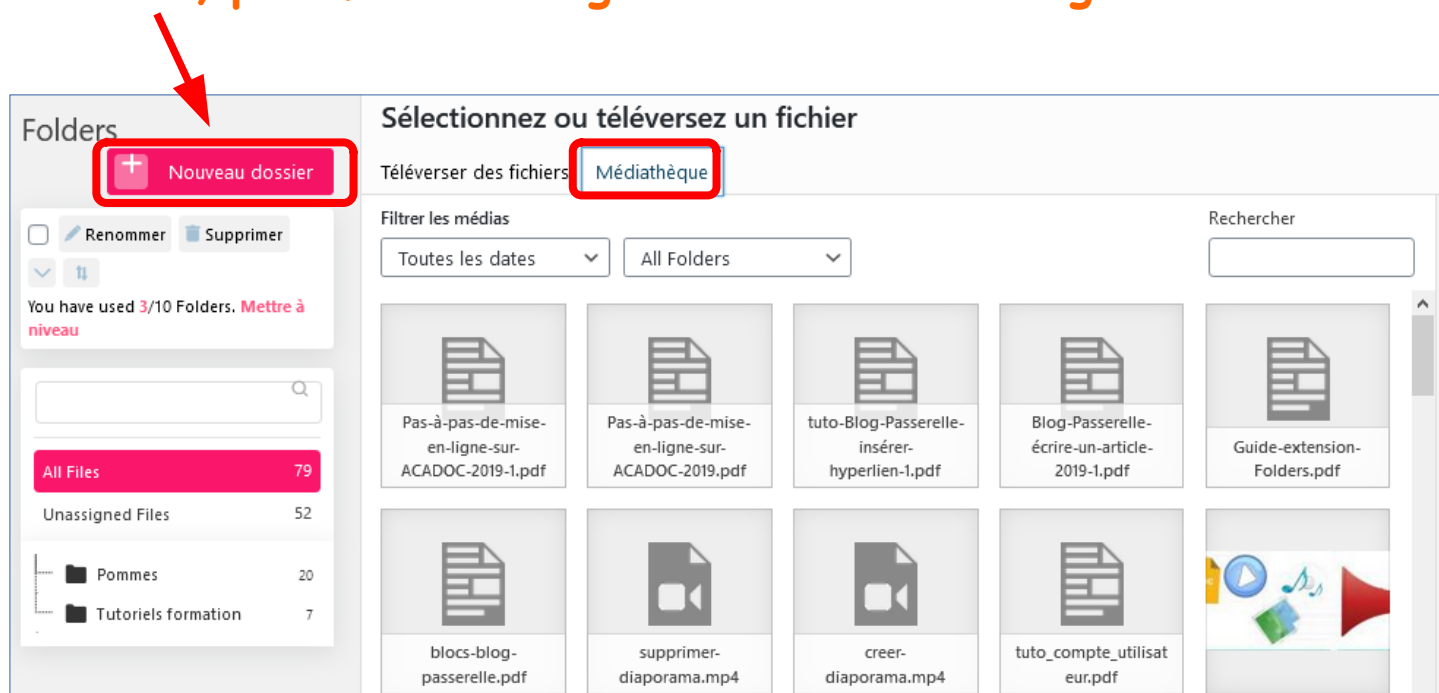 Folders
Nouveau dossier
Renommer Supprimer
You have used 3/10 Folders. Mettre à
niveau
All Files 79
Unassigned Files 52
Pommes 20
Tutoriels formation 7
Sélectionnez ou téléversez un fichier
Téléverser des fichiers Médiathèque
Filtrer les médias Rechercher
Toutes les dates All Folders
Pas-à-pas-de-mise-
en-ligne-sur-
ACADOC-2019-1.pdf
Pas-à-pas-de-mise-
en-ligne-sur-
ACADOC-2019.pdf
tuto-Blog-Passerelle-
insérer-
hyperlien-1.pdf
Blog-Passerelle-
écrire-un-article-
2019-1.pdf
Guide-extension-
Folders.pdf
blocs-blog-
passerelle.pdf
supprimer-
diaporama.mp4
creer-
diaporama.mp4
tuto_compte_utilisat
eur.pdf